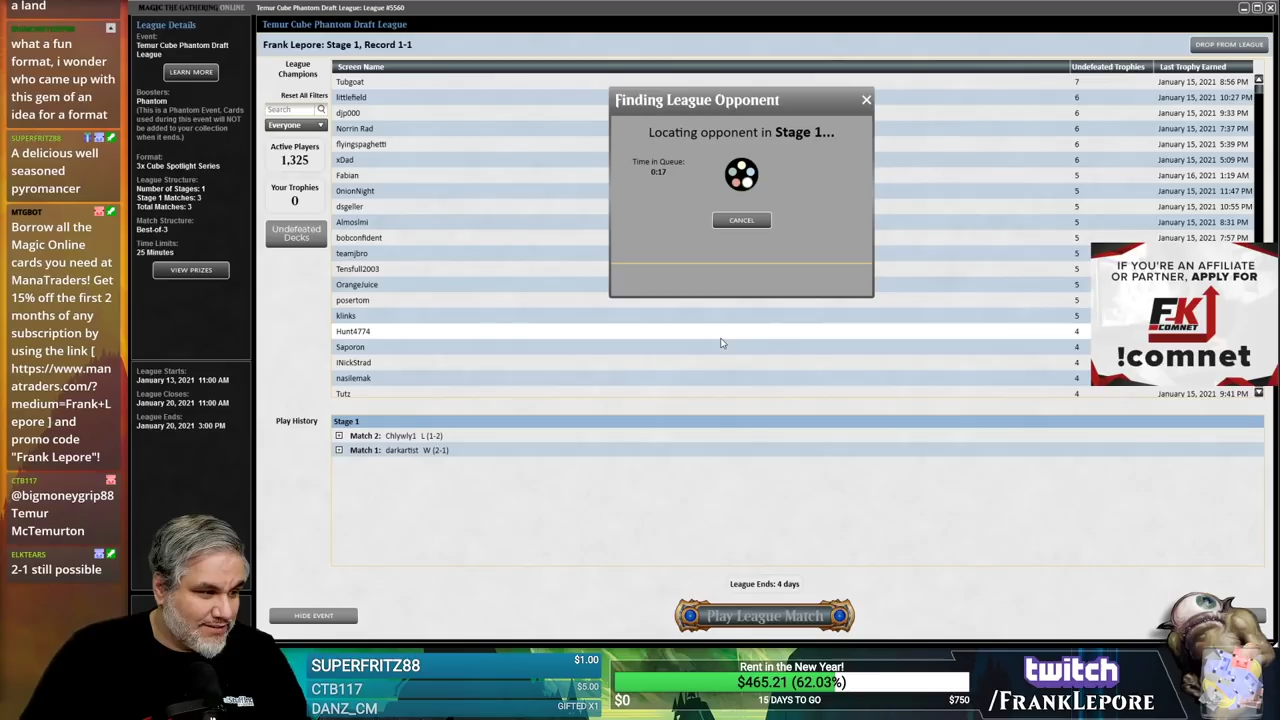 a land
what a fun
format, i wonder
who came up with
this gem of an
idea for a format
SUPERFRITZ88
A delicious well
seasoned
pyromancer
MTGBOT
Borrow all the
Magic Online
cards you need at
ManaTraders! Get
15% off the first 2
months of any
subscription by
using the link [
https://www.man
atraders.com/?
medium=Frank+L
epore ] and
promo code
"Frank Lepore"!
CTB117
@bigmoneygrip88
Temur
McTemurton
ELKTEARS
2-1 still possible
MAGIC THE GATHERING ONLINE
Temur Cube Phantom Draft League: League #5560
League Details
Event:
Temur Cube Phantom Draft
League
LEARN MORE
Boosters:
Phantom
(This is a Phantom Event. Cards
used during this event will NOT
be added to your collection
when it ends.)
Format:
3x Cube Spotlight Series
League Structure:
Number of Stages: 1
Stage 1 Matches: 3
Total Matches: 3
Match Structure:
Best-of-3
Time Limits:
25 Minutes
VIEW PRIZES
League Starts:
January 13, 2021 11:00 AM
League Closes:
January 20, 2021 11:00 AM
League Ends:
January 20, 2021 3:00 PM
Temur Cube Phantom Draft League
Frank Lepore: Stage 1, Record 1-1
DROP FROM LEAGUE
League
Champions
Reset All Filters
Search
Everyone
Active Players
1,325
Your Trophies
0
Undefeated
Decks
Screen Name Undefeated Trophies Last Trophy Earned
Tubgoat 7 January 15, 2021 8:56 PM
littlefield 6 January 15, 2021 10:27 PM
djp000 6 January 15, 2021 9:33 PM
Norrin Rad 6 January 15, 2021 7:37 PM
flyingspaghetti 6 January 15, 2021 5:39 PM
xDad 6 January 15, 2021 5:09 PM
Fabian 5 January 16, 2021 1:19 AM
0nionNight 5 January 15, 2021 11:47 PM
dsgeller 5 January 15, 2021 10:55 PM
Almoslmi 5 January 15, 2021 8:31 PM
bobconfident 5 January 15, 2021 7:57 PM
teamjbro 5
Tensfull2003 5
OrangeJuice 5
posertom 5
klinks 5
Hunt4774 4
Saporon 4
INickStrad 4
nasilemak 4
Tutz 4 January 15, 2021 9:41 PM
Finding League Opponent
Locating opponent in Stage 1...
Time in Queue:
0:17
CANCEL
IF YOU'RE AN AFFILIATE
OR PARTNER, APPLY FOR
FK
.COMNET
!comnet
Play History
Stage 1
Match 2: Chlywly1 L (1-2)
Match 1: darkartist W (2-1)
League Ends: 4 days
HIDE EVENT
Play League Match
SUPERFRITZ88 $1.00
CTB117 $5.00
DANZ_CM GIFTED X1
Rent in the New Year!
$465.21 (62.03%)
$0 15 DAYS TO GO $750
twitch
/FRANKLEPORE